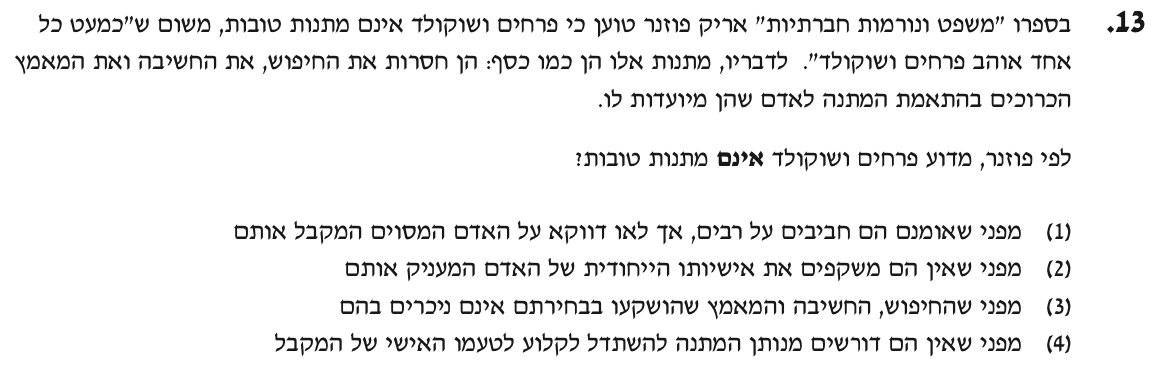 13. בספרו "משפט ונורמות חברתיות" אריק פוזנר טוען כי פרחים ושוקולד אינם מתנות טובות, משום ש"כמעט כל
אחד אוהב פרחים ושוקולד". לדבריו, מתנות אלו הן כמו כסף: הן חסרות את החיפוש, את החשיבה ואת המאמץ
הכרוכים בהתאמת המתנה לאדם שהן מיועדות לו.
לפי פוזנר, מדוע פרחים ושוקולד אינם מתנות טובות?
(1) מפני שאומנם הם חביבים על רבים, אך לאו דווקא על האדם המסוים המקבל אותם
(2) מפני שאין הם משקפים את אישיותו הייחודית של האדם המעניק אותם
(3) מפני שהחיפוש, החשיבה והמאמץ שהושקעו בבחירתם אינם ניכרים בהם
(4) מפני שאין הם דורשים מנותן המתנה להשתדל לקלוע לטעמו האישי של המקבל